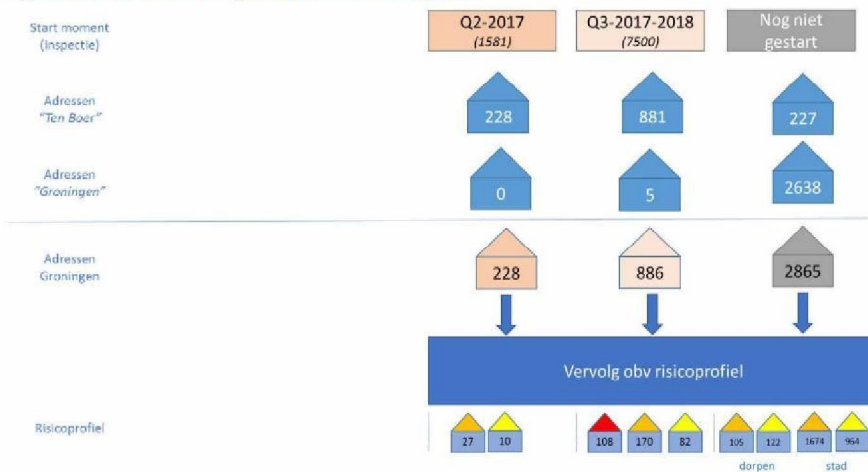 Start moment
(Inspectie)
Q2-2017
(1581)
Q3-2017-2018
(7500)
Nog niet
gestart
Adressen
"Ten Boer"
228
881
227
Adressen
"Groningen"
0
5
2638
Adressen
Groningen
228
886
2865
Vervolg obv risicoprofiel
Risicoprofiel
27
10
108
170
82
105
122
1674
964
dorpen
stad